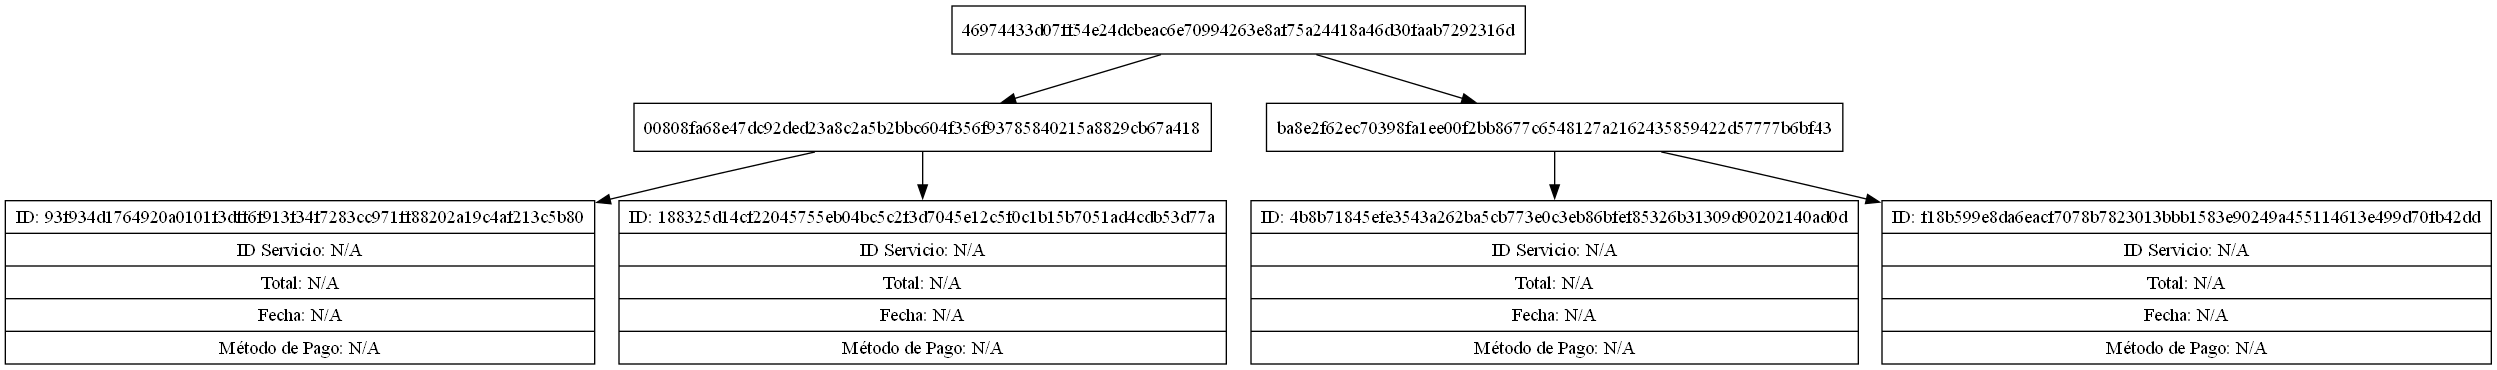 46974433d07ff54e24dcbeac6e70994263e8af75a24418a46d30faab7292316d
00808fa68e47dc92ded23a8c2a5b2bbc604f356f93785840215a8829cb67a418
ba8e2f62ec70398fa1ee00f2bb8677c6548127a2162435859422d57777b6bf43
ID: 93f934d1764920a0101f3dff6f913f34f7283cc971ff88202a19c4af213c5b80
ID Servicio: N/A
Total: N/A
Fecha: N/A
Método de Pago: N/A
ID: 188325d14cf22045755eb04bc5c2f3d7045e12c5f0c1b15b7051ad4cdb53d77a
ID Servicio: N/A
Total: N/A
Fecha: N/A
Método de Pago: N/A
ID: 4b8b71845efe3543a262ba5cb773e0c3eb86bfef85326b31309d90202140ad0d
ID Servicio: N/A
Total: N/A
Fecha: N/A
Método de Pago: N/A
ID: f18b599e8da6eacf7078b7823013bbb1583e90249a455114613e499d70fb42dd
ID Servicio: N/A
Total: N/A
Fecha: N/A
Método de Pago: N/A